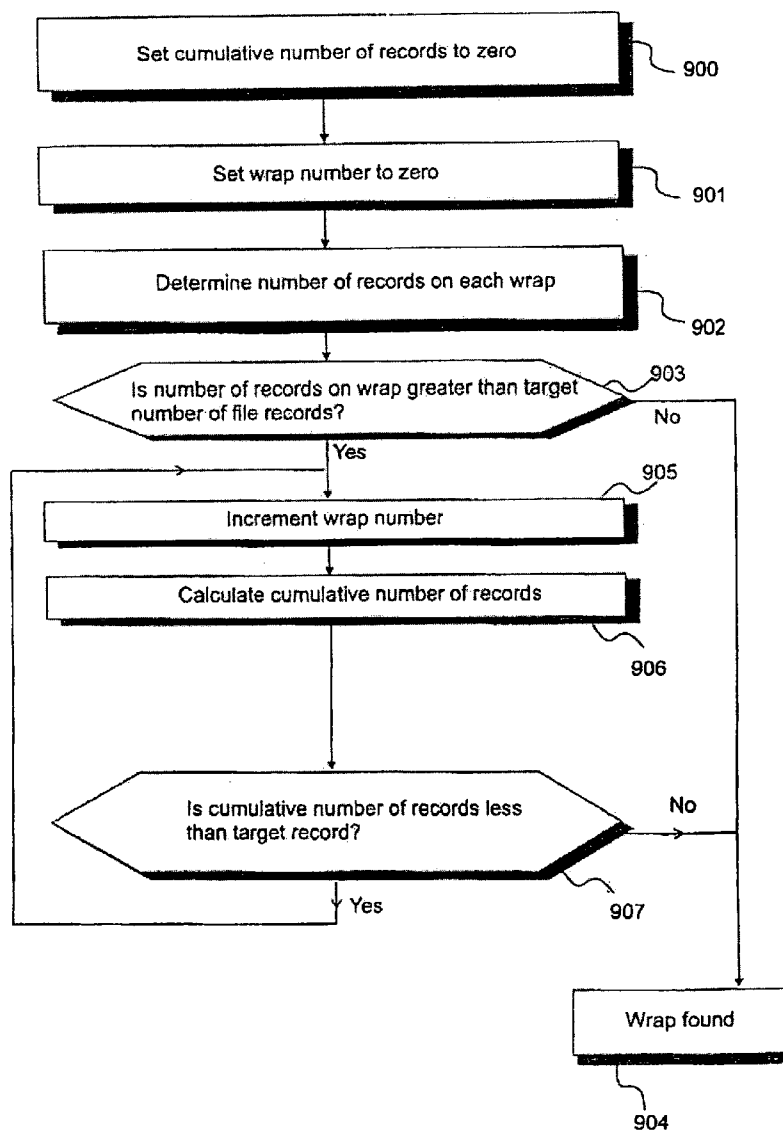 Set cumulative number of records to zero
900
Set wrap number to zero
901
Determine number of records on each wrap
902
903
Is number of records on wrap greater than target
number of file records?
No
Yes
905
Increment wrap number
Calculate cumulative number of records
906
Is cumulative number of records less
than target record?
No
Yes
907
Wrap found
904